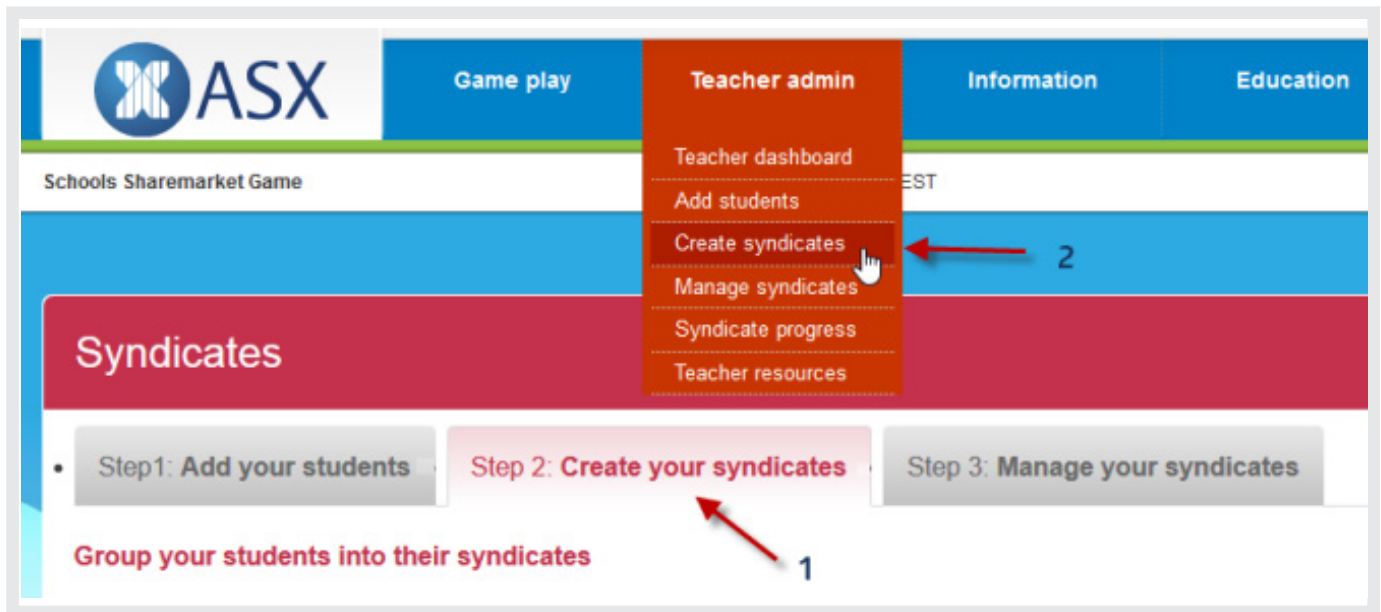 ASX
Game play
Teacher admin
Information
Education
Schools Sharemarket Game
EST
Teacher dashboard
Add students
Create syndicates
2
Manage syndicates
Syndicate progress
Teacher resources
Syndicates
Step1: Add your students
Step 2: Create your syndicates
Step 3: Manage your syndicates
Group your students into their syndicates
1